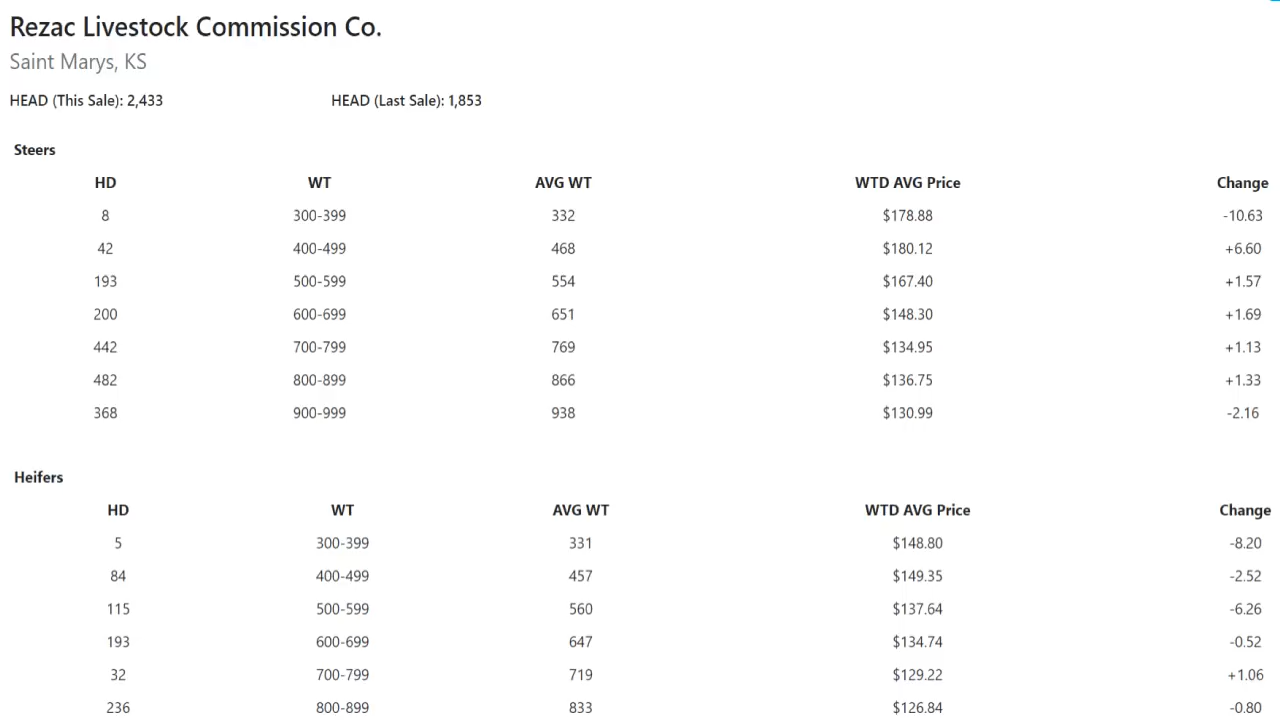 Rezac Livestock Commission Co.
Saint Marys, KS
HEAD (This Sale): 2,433 HEAD (Last Sale): 1,853
Steers
HD WT AVG WT WTD AVG Price Change
8 300-399 332 $178.88 -10.63
42 400-499 468 $180.12 +6.60
193 500-599 554 $167.40 +1.57
200 600-699 651 $148.30 +1.69
442 700-799 769 $134.95 +1.13
482 800-899 866 $136.75 +1.33
368 900-999 938 $130.99 -2.16
Heifers
HD WT AVG WT WTD AVG Price Change
5 300-399 331 $148.80 -8.20
84 400-499 457 $149.35 -2.52
115 500-599 560 $137.64 -6.26
193 600-699 647 $134.74 -0.52
32 700-799 719 $129.22 +1.06
236 800-899 833 $126.84 -0.80